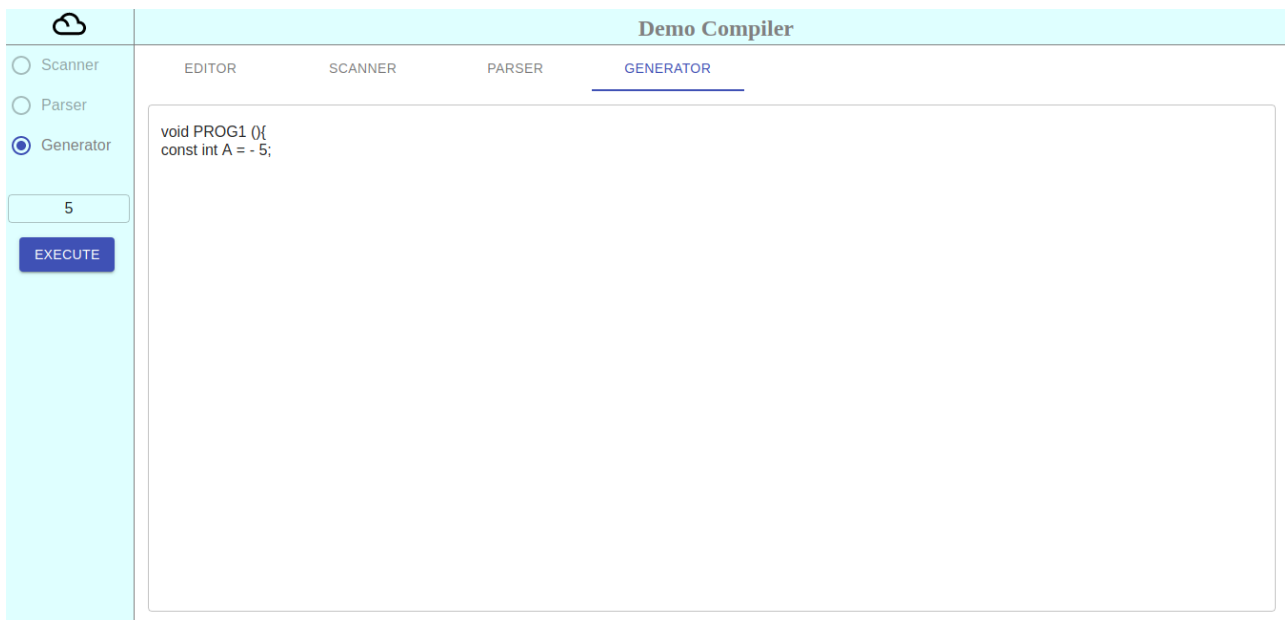 Demo Compiler
Scanner
Parser
Generator
5
EXECUTE
EDITOR SCANNER PARSER GENERATOR
void PROG1 (){
const int A = - 5;